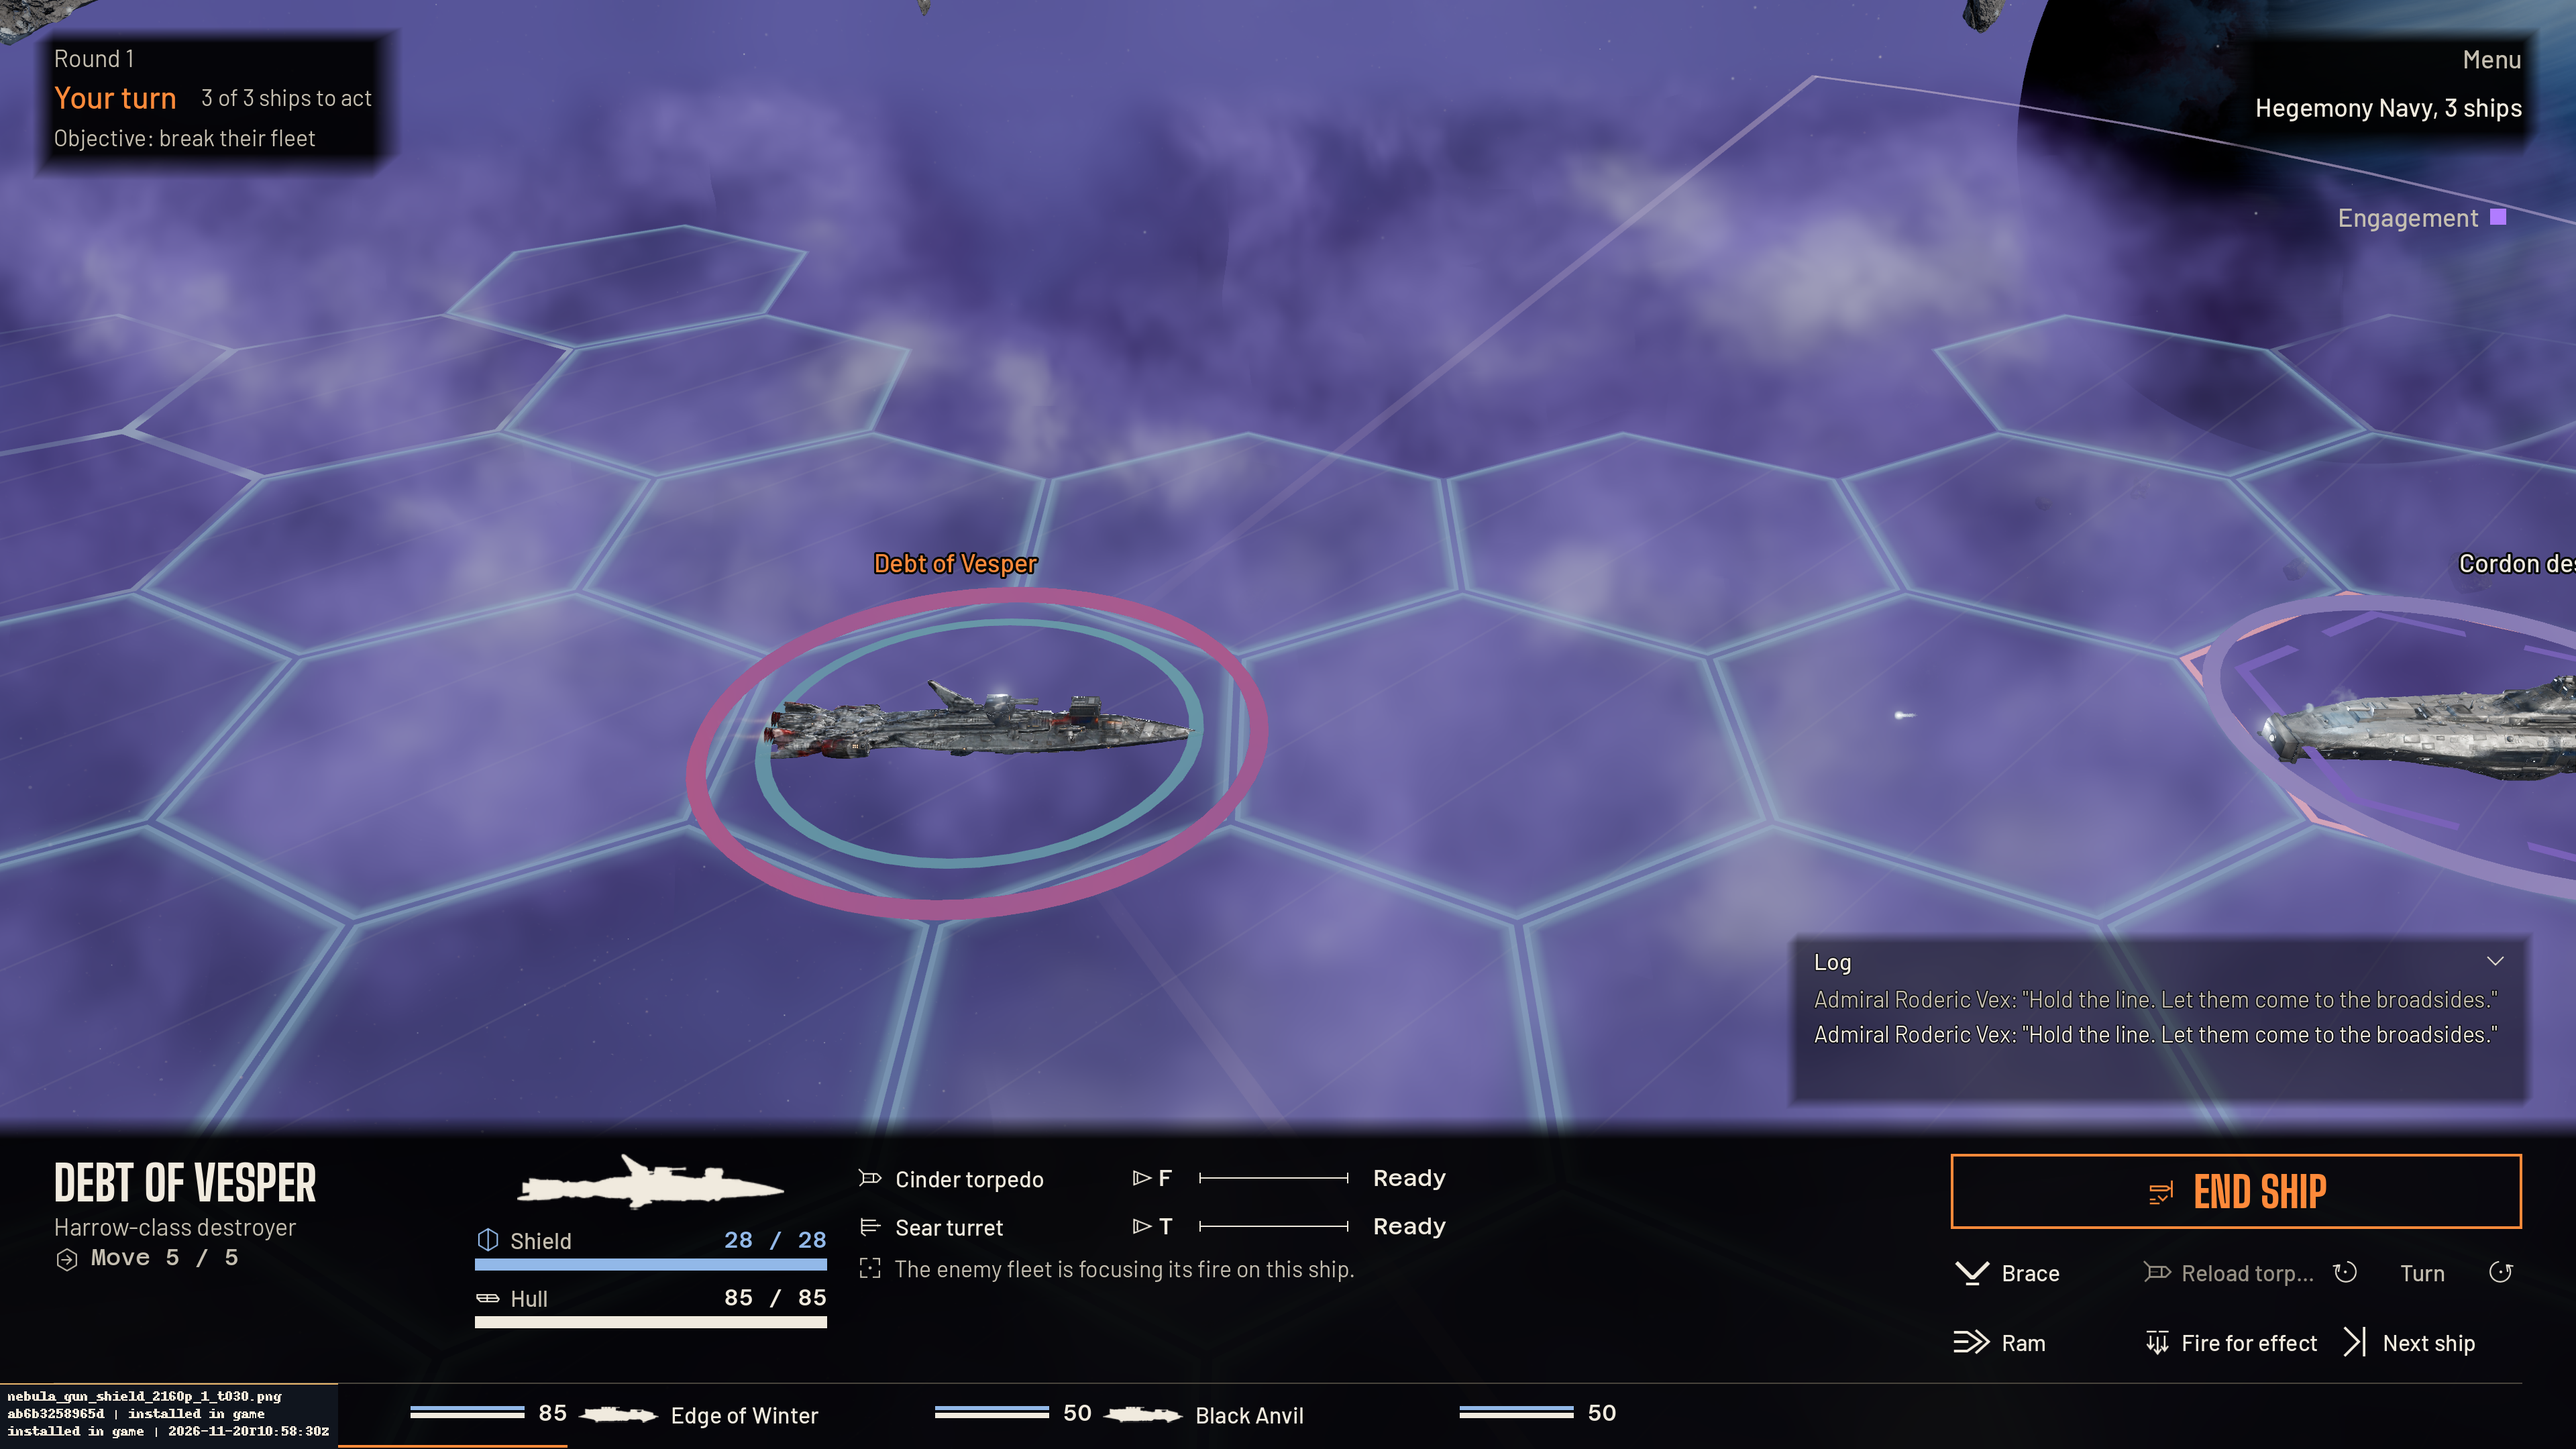 Round 1
Your turn 3 of 3 ships to act
Objective: break their fleet
Menu
Hegemony Navy, 3 ships
Engagement
Debt of Vesper
Cordon des
Log
Admiral Roderic Vex: "Hold the line. Let them come to the broadsides."
Admiral Roderic Vex: "Hold the line. Let them come to the broadsides."
DEBT OF VESPER
Harrow-class destroyer
Move 5 / 5
Shield 28 / 28
Hull 85 / 85
Cinder torpedo F Ready
Sear turret T Ready
The enemy fleet is focusing its fire on this ship.
END SHIP
Brace Reload torp... Turn
Ram Fire for effect Next ship
nebula_gun_shield_2160p_1_t030.png
ab6b3258965d | installed in game
installed in game | 2026-11-20T10:58:30Z
85 Edge of Winter 50 Black Anvil 50